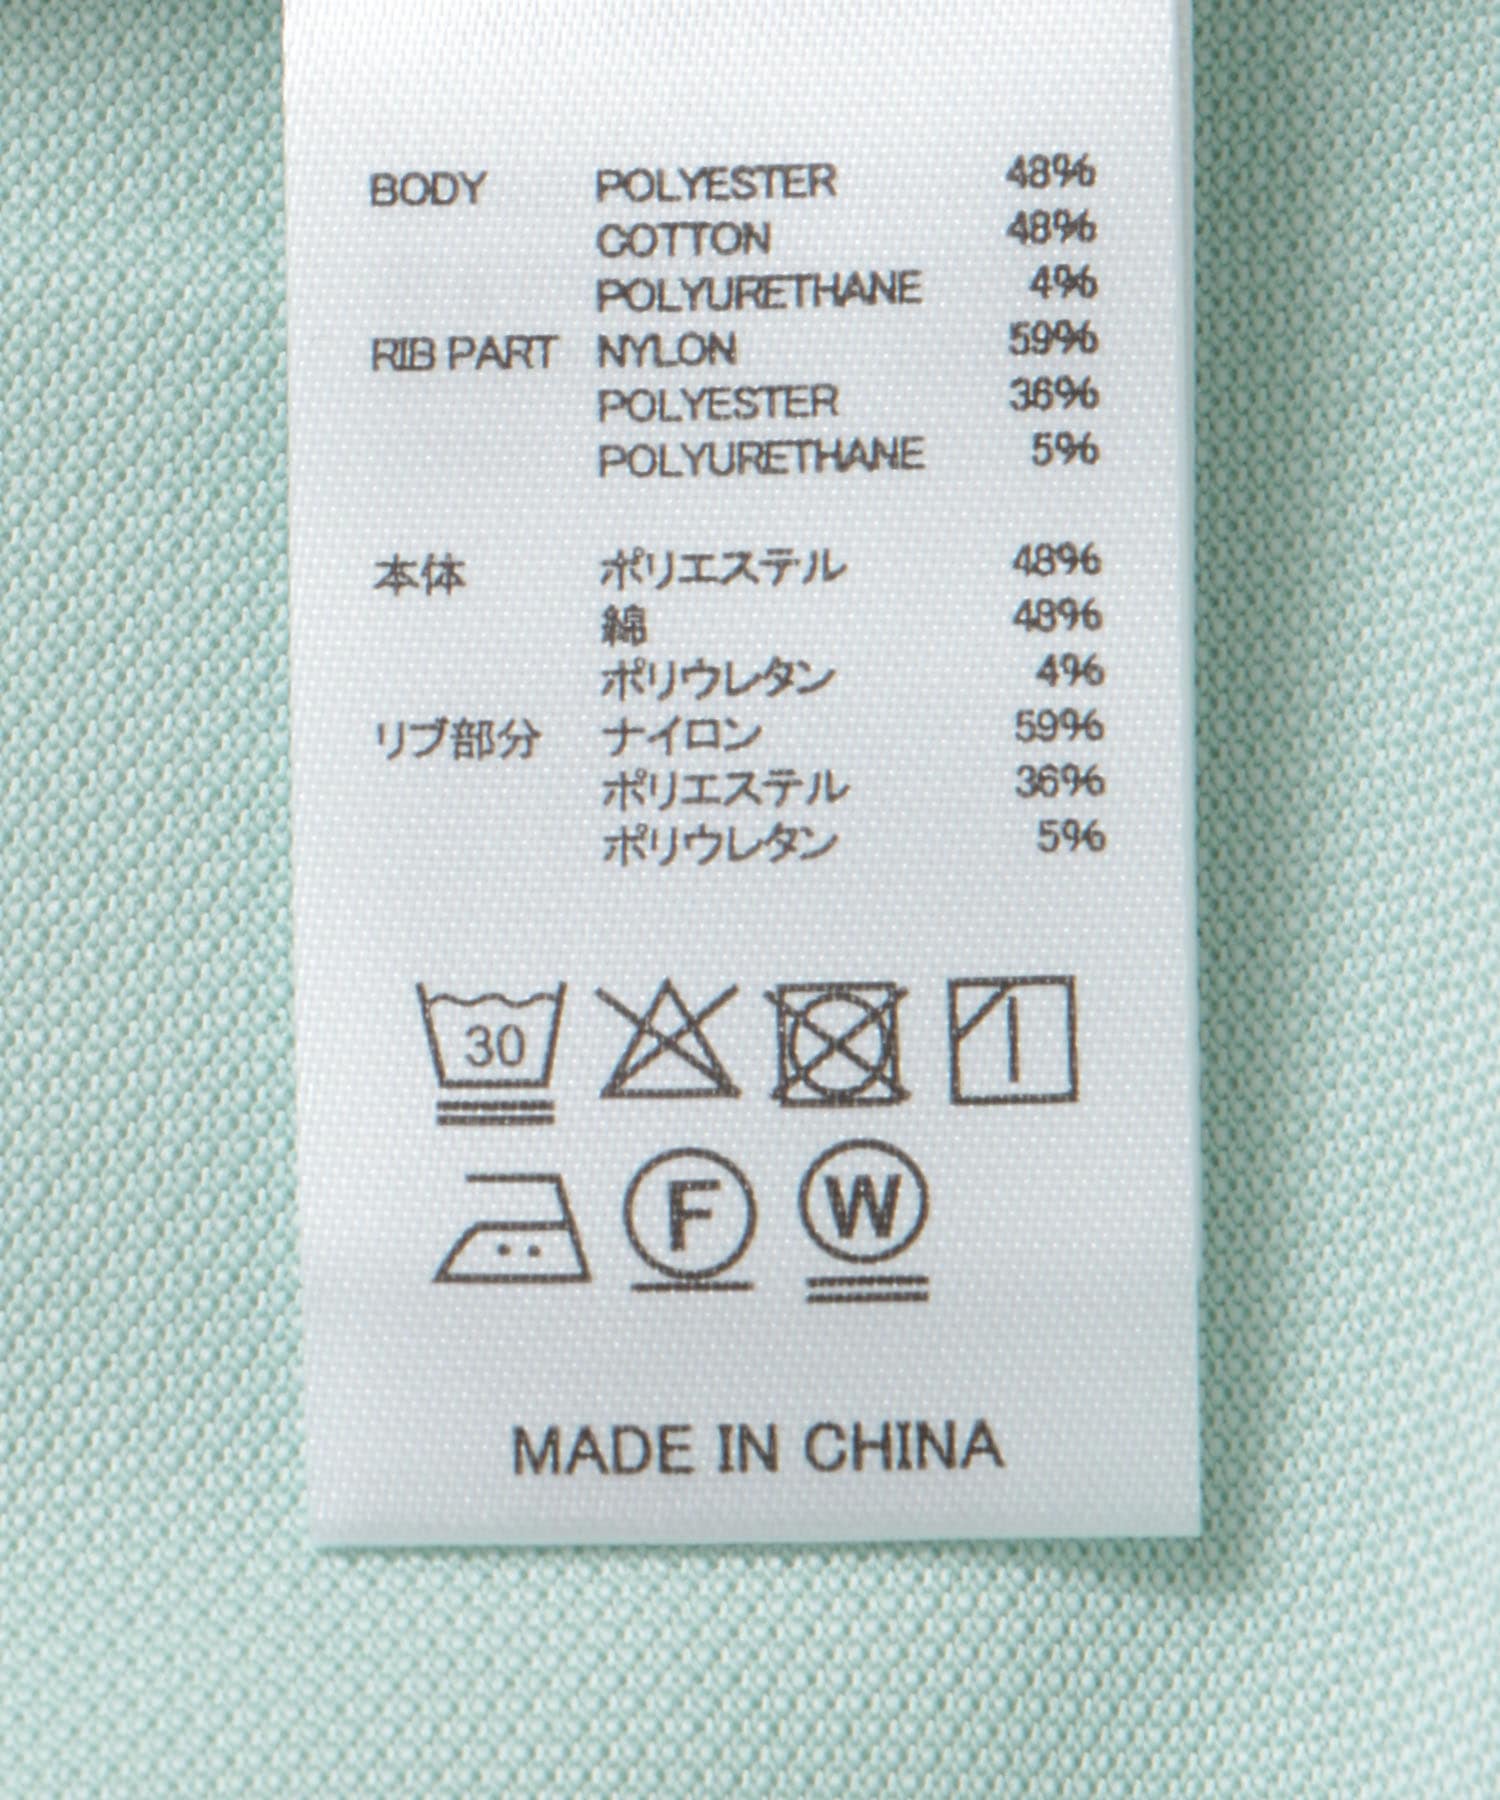 BODY POLYESTER 48%
COTTON 48%
POLYURETHANE 4%
RIB PART NYLON 59%
POLYESTER 36%
POLYURETHANE 5%
本体 ポリエステル 48%
綿 48%
ポリウレタン 4%
リブ部分 ナイロン 59%
ポリエステル 36%
ポリウレタン 5%
30
F W
MADE IN CHINA